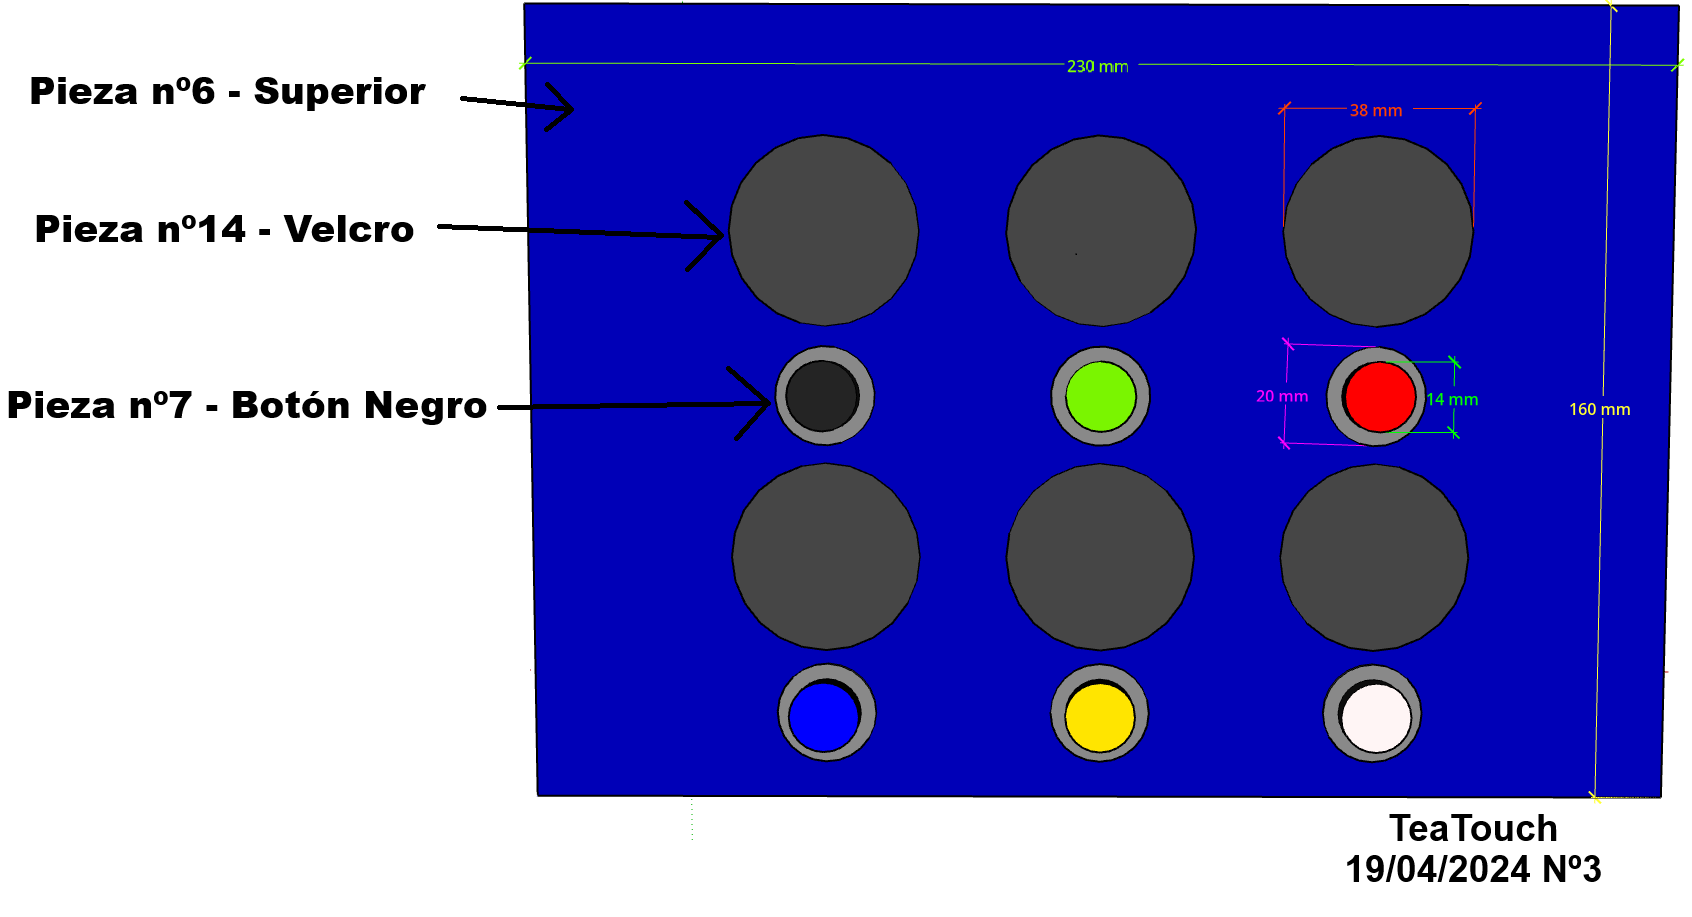 230 mm
Pieza nº6 - Superior
38 mm
Pieza nº14 - Velcro
Pieza nº7 - Botón Negro
20 mm
14 mm
160 mm
TeaTouch
19/04/2024 Nº3